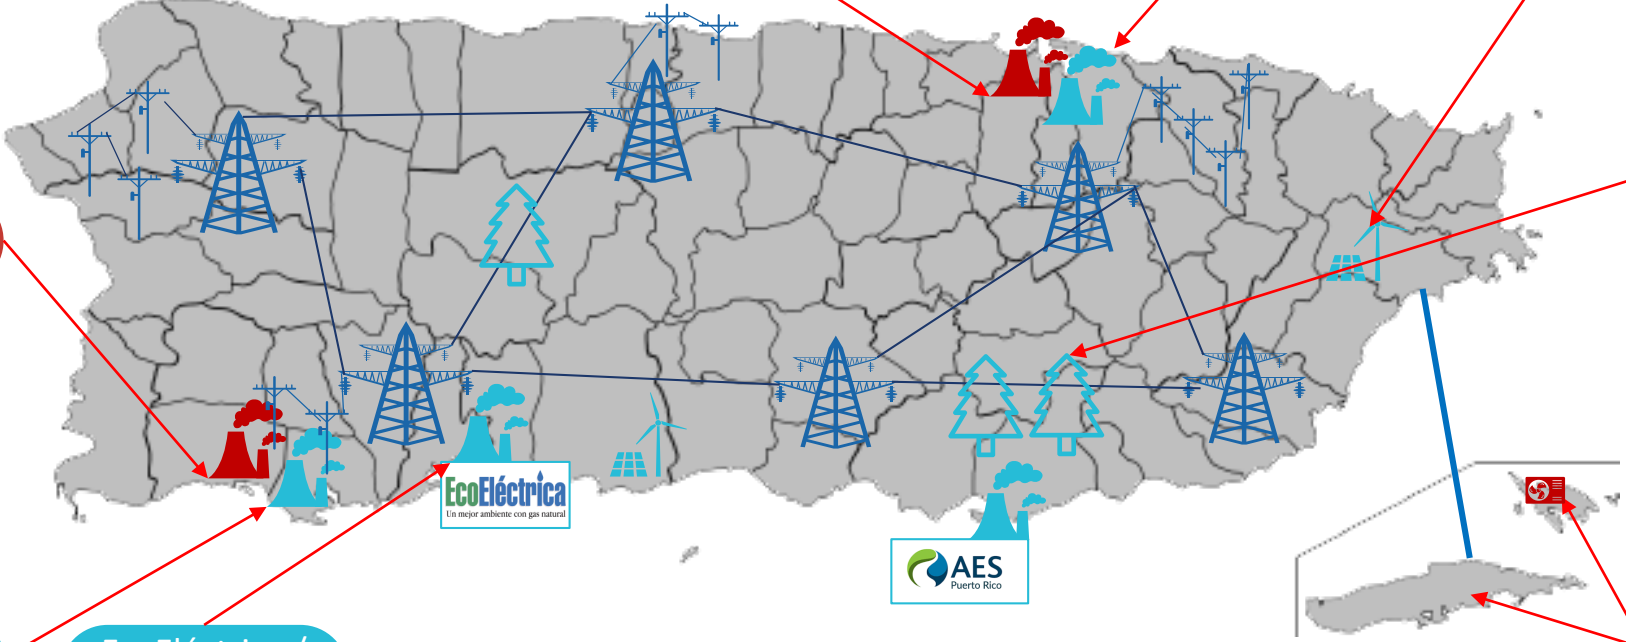 EcoEléctrica
Un mejor ambiente con gas natural
AES
Puerto Rico